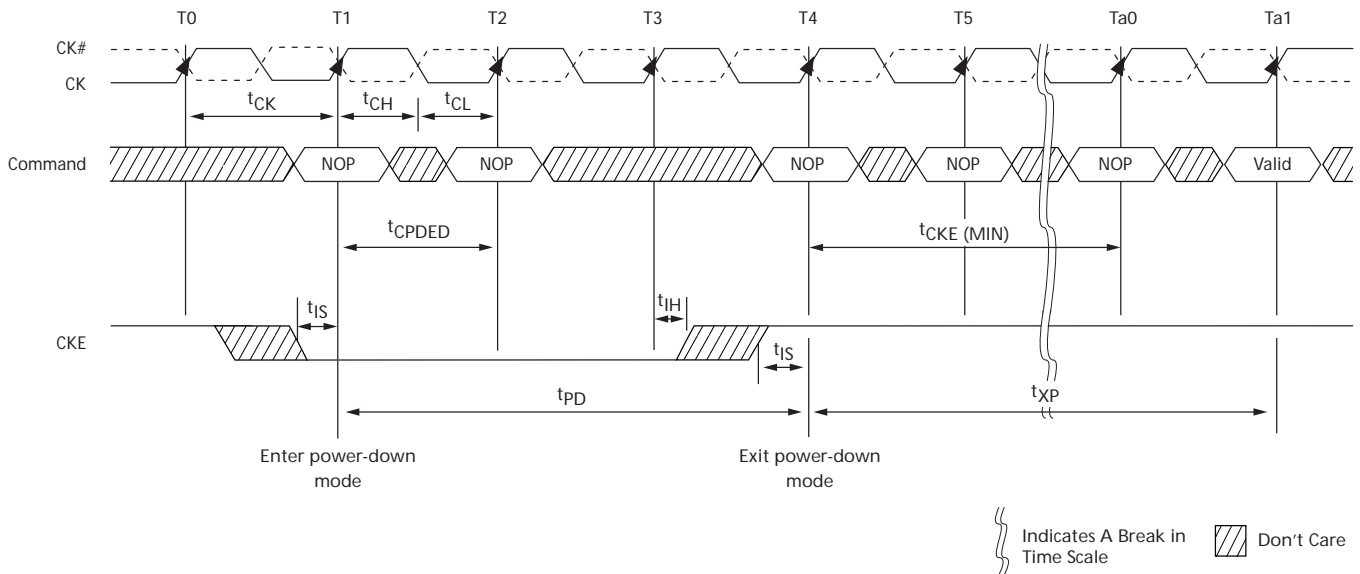 T0 T1 T2 T3 T4 T5 Ta0 Ta1
CK#
CK
tCK tCH tCL
Command NOP NOP NOP NOP NOP Valid
tCPDED tCKE (MIN)
tIS tIH
CKE
tIS
tPD tXP
Enter power-down
mode
Exit power-down
mode
Indicates A Break in
Time Scale
Don't Care